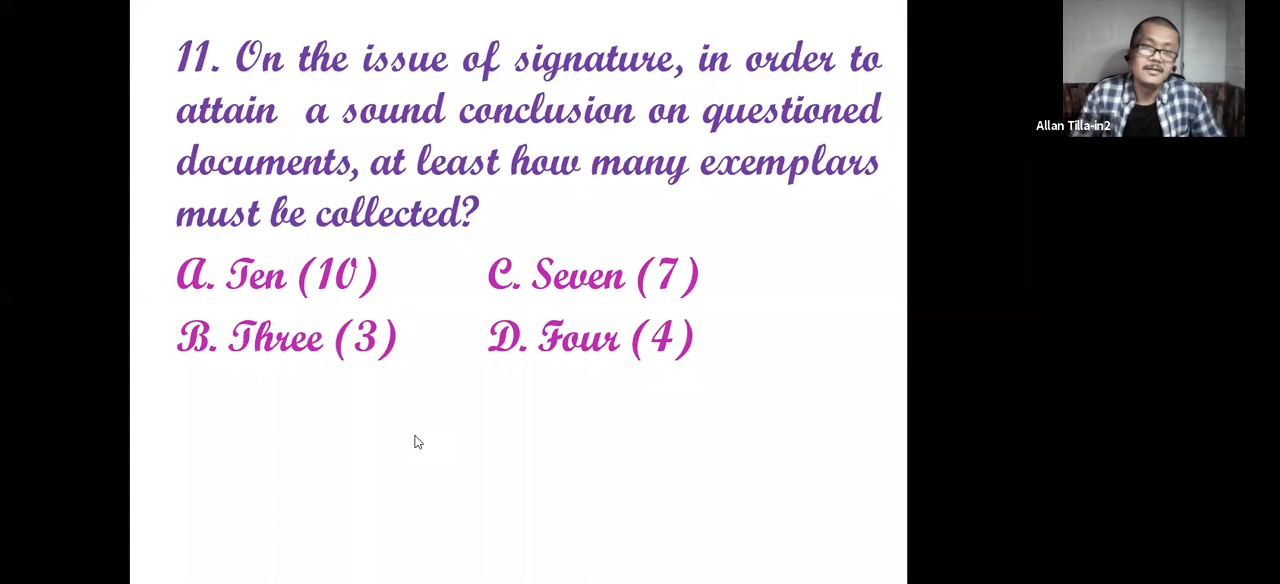 11. On the issue of signature, in order to
attain a sound conclusion on questioned
documents, at least how many exemplars
must be collected?
A. Ten (10) C. Seven (7)
B. Three (3) D. Four (4)
Allan Tilla-in2